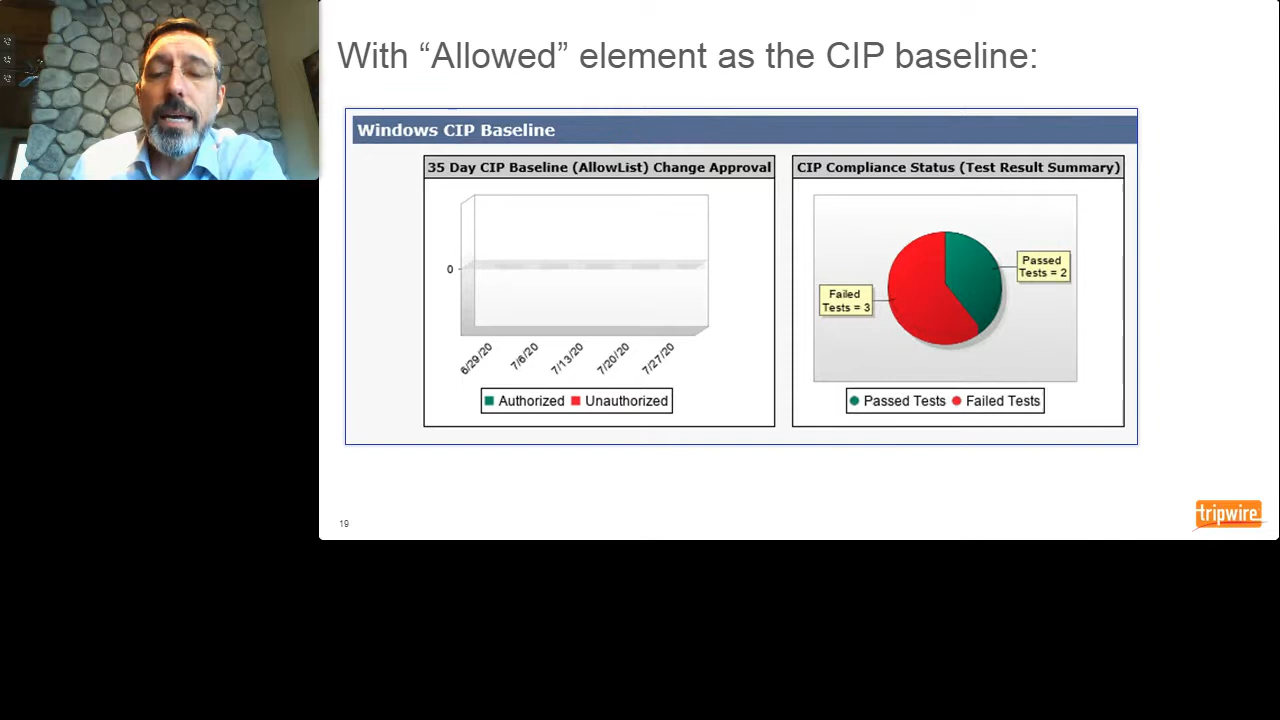 With “Allowed” element as the CIP baseline:
Windows CIP Baseline
35 Day CIP Baseline (AllowList) Change Approval
0
6/29/20
7/6/20
7/13/20
7/20/20
7/27/20
Authorized
Unauthorized
CIP Compliance Status (Test Result Summary)
Passed
Tests = 2
Failed
Tests = 3
Passed Tests
Failed Tests
19
tripwire